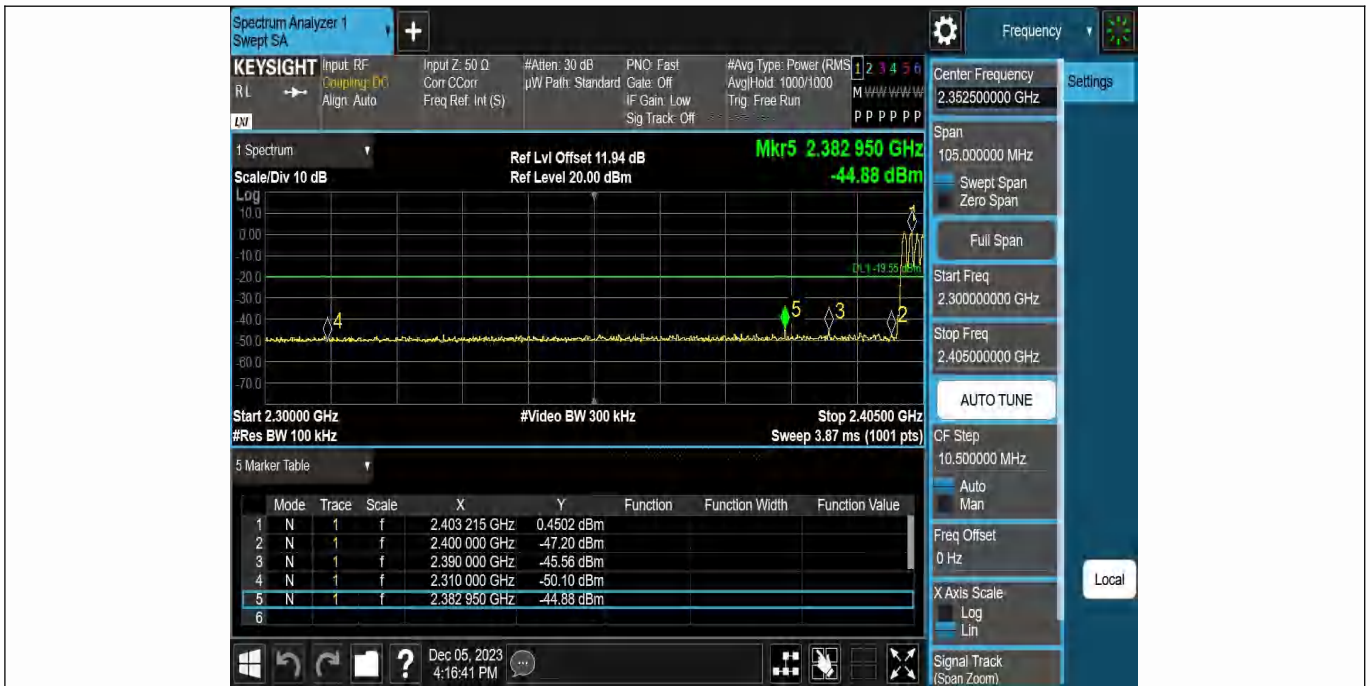 Spectrum Analyzer 1
Swept SA
+
Frequency
KEYSIGHT
RL
LXI
Input: RF
Coupling: DC
Align: Auto
Input Z: 50 Ω
Corr CCorr
Freq Ref: Int (S)
#Atten: 30 dB
µW Path: Standard
PNO: Fast
Gate: Off
IF Gain: Low
Sig Track: Off
#Avg Type: Power (RMS
Avg|Hold: 1000/1000
Trig: Free Run
1 2 3 4 5 6
M W W W W W
P P P P P P
1 Spectrum
Scale/Div 10 dB
Log
Ref Lvl Offset 11.94 dB
Ref Level 20.00 dBm
Mkr5 2.382 950 GHz
-44.88 dBm
10.0
0.00
-10.0
-20.0
-30.0
-40.0
-50.0
-60.0
-70.0
1
DL1 -19.55 dBm
4
5
3
2
Start 2.30000 GHz
#Video BW 300 kHz
Stop 2.40500 GHz
#Res BW 100 kHz
Sweep 3.87 ms (1001 pts)
5 Marker Table
Mode Trace Scale X Y Function Function Width Function Value
1 N 1 f 2.403 215 GHz 0.4502 dBm
2 N 1 f 2.400 000 GHz -47.20 dBm
3 N 1 f 2.390 000 GHz -45.56 dBm
4 N 1 f 2.310 000 GHz -50.10 dBm
5 N 1 f 2.382 950 GHz -44.88 dBm
6
?
Dec 05, 2023
4:16:41 PM
Center Frequency
2.352500000 GHz
Settings
Span
105.000000 MHz
Swept Span
Zero Span
Full Span
Start Freq
2.300000000 GHz
Stop Freq
2.405000000 GHz
AUTO TUNE
CF Step
10.500000 MHz
Auto
Man
Freq Offset
0 Hz
Local
X Axis Scale
Log
Lin
Signal Track
(Span Zoom)